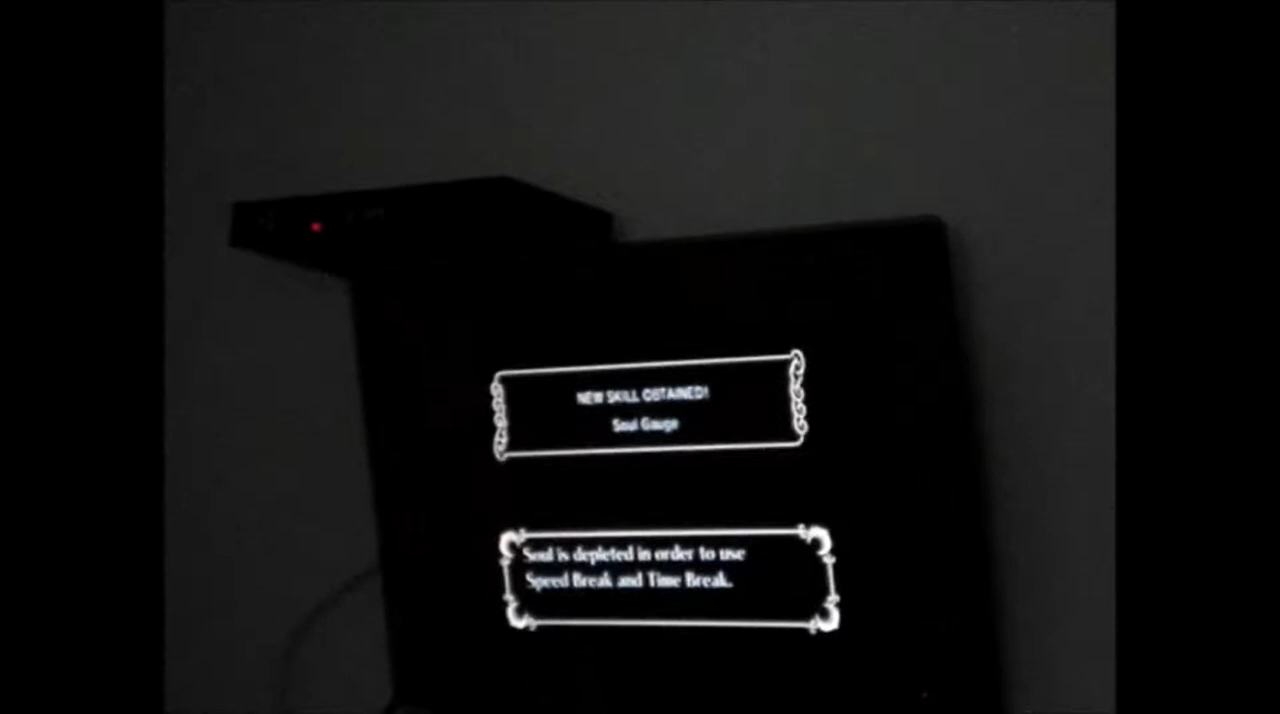 NEW SKILL OBTAINED!
Soul Gauge
Soul is depleted in order to use
Speed Break and Time Break.